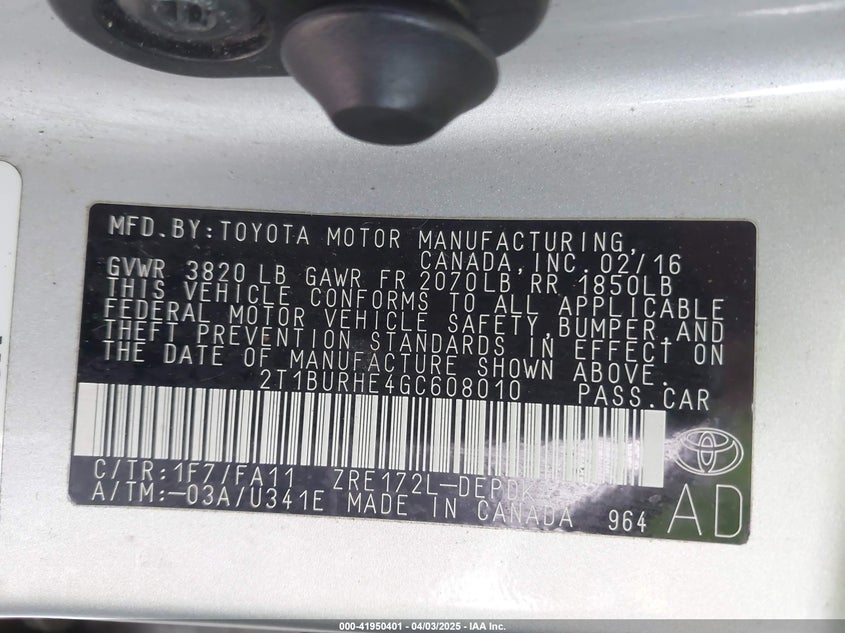 MFD.BY:TOYOTA MOTOR MANUFACTURING,
CANADA,INC.02/16
GVWR 3820 LB GAWR FR 2070LB RR 1850LB
THIS VEHICLE CONFORMS TO ALL APPLICABLE
FEDERAL MOTOR VEHICLE SAFETY,BUMPER,AND
THEFT PREVENTION STANDARDS IN EFFECT ON
THE DATE OF MANUFACTURE SHOWN ABOVE.
2T1BURHE4GC608010 PASS.CAR
C/TR:1F7/FA11 ZRE172L-DEPDK
A/TM:-03A/U341E MADE IN CANADA 964
AD
000-41950401 - 04/03/2025 - IAA Inc.